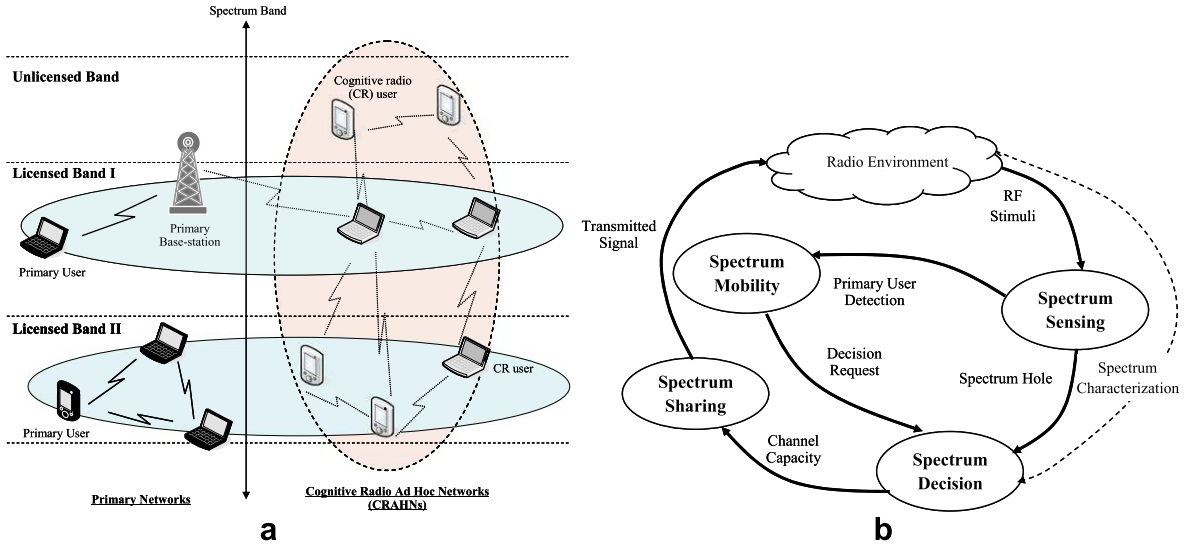 Spectrum Band
Unlicensed Band
Cognitive radio
(CR) user
Licensed Band I
Primary
Base-station
Primary User
Licensed Band II
CR user
Primary User
Primary Networks
Cognitive Radio Ad Hoc Networks
(CRAHNs)
a
Radio Environment
RF
Stimuli
Transmitted
Signal
Spectrum
Mobility
Primary User
Detection
Spectrum
Sensing
Decision
Request
Spectrum Hole
Spectrum
Characterization
Spectrum
Sharing
Channel
Capacity
Spectrum
Decision
b